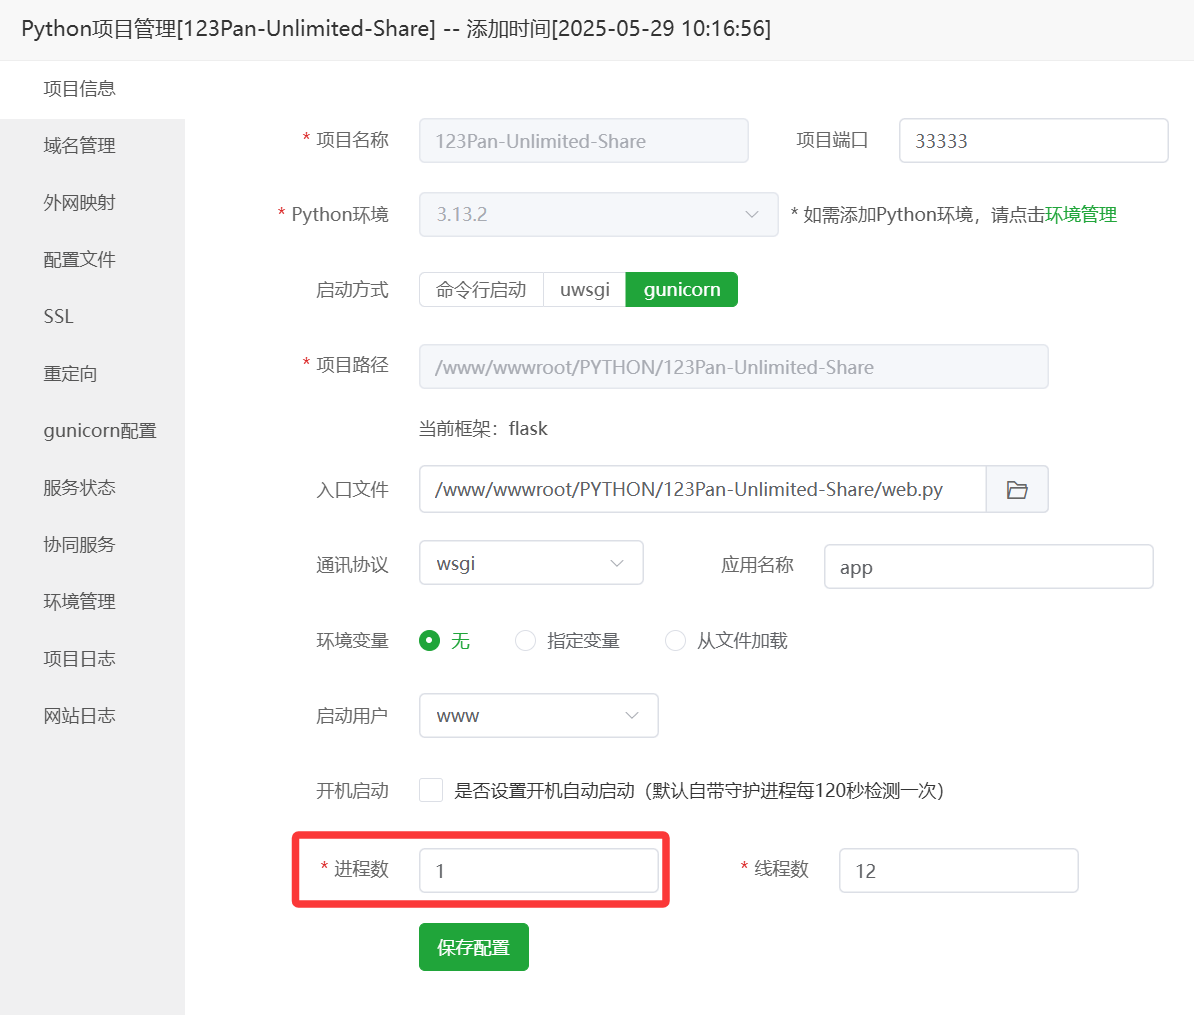 Python项目管理[123Pan-Unlimited-Share] -- 添加时间[2025-05-29 10:16:56]
项目信息
域名管理
外网映射
配置文件
SSL
重定向
gunicorn配置
服务状态
协同服务
环境管理
项目日志
网站日志
* 项目名称 123Pan-Unlimited-Share 项目端口 33333
* Python环境 3.13.2 * 如需添加Python环境，请点击环境管理
启动方式 命令行启动 uwsgi gunicorn
* 项目路径 /www/wwwroot/PYTHON/123Pan-Unlimited-Share
当前框架：flask
入口文件 /www/wwwroot/PYTHON/123Pan-Unlimited-Share/web.py
通讯协议 wsgi 应用名称 app
环境变量 无 指定变量 从文件加载
启动用户 www
开机启动 是否设置开机自动启动（默认自带守护进程每120秒检测一次）
* 进程数 1 * 线程数 12
保存配置